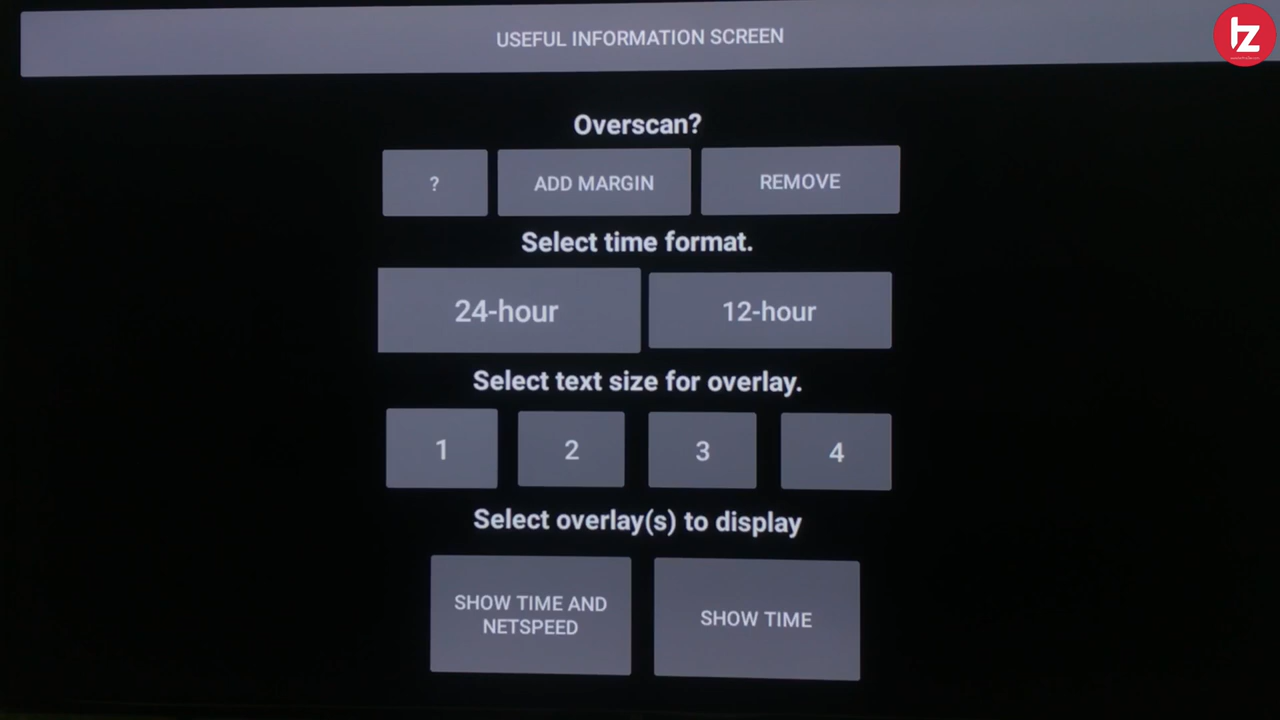 USEFUL INFORMATION SCREEN
Overscan?
? ADD MARGIN REMOVE
Select time format.
24-hour 12-hour
Select text size for overlay.
1 2 3 4
Select overlay(s) to display
SHOW TIME AND
NETSPEED
SHOW TIME